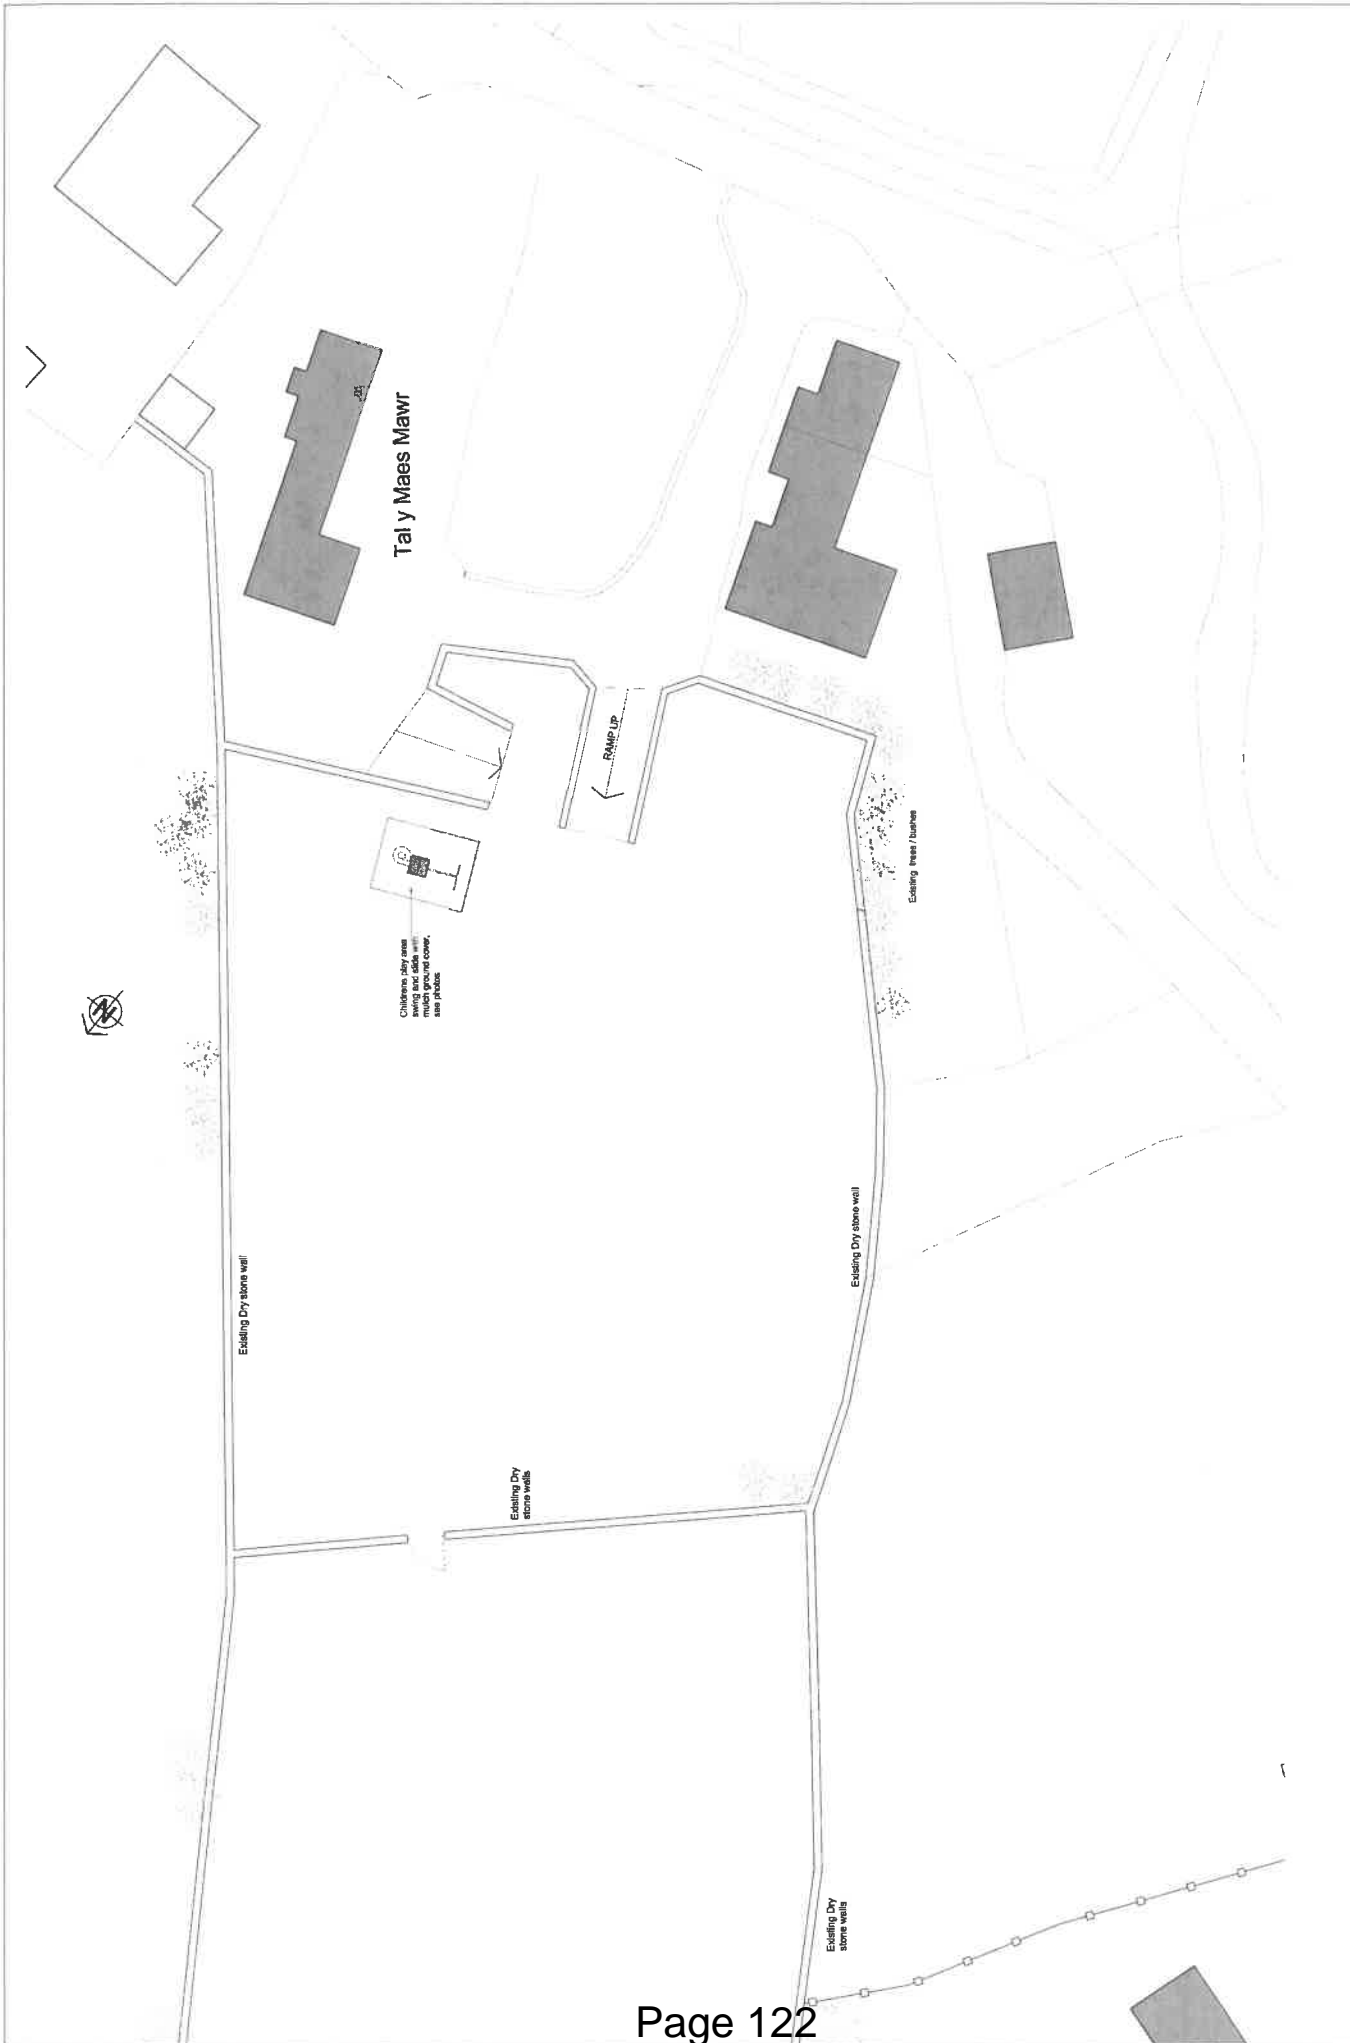 Tal y Maes Mawr
RAMP UP
Childrens play area
swing and slide with
mulch ground cover,
see photos
Existing trees / bushes
N
Existing Dry stone wall
Existing Dry stone wall
Existing Dry
stone walls
Existing Dry
stone walls
Page 122